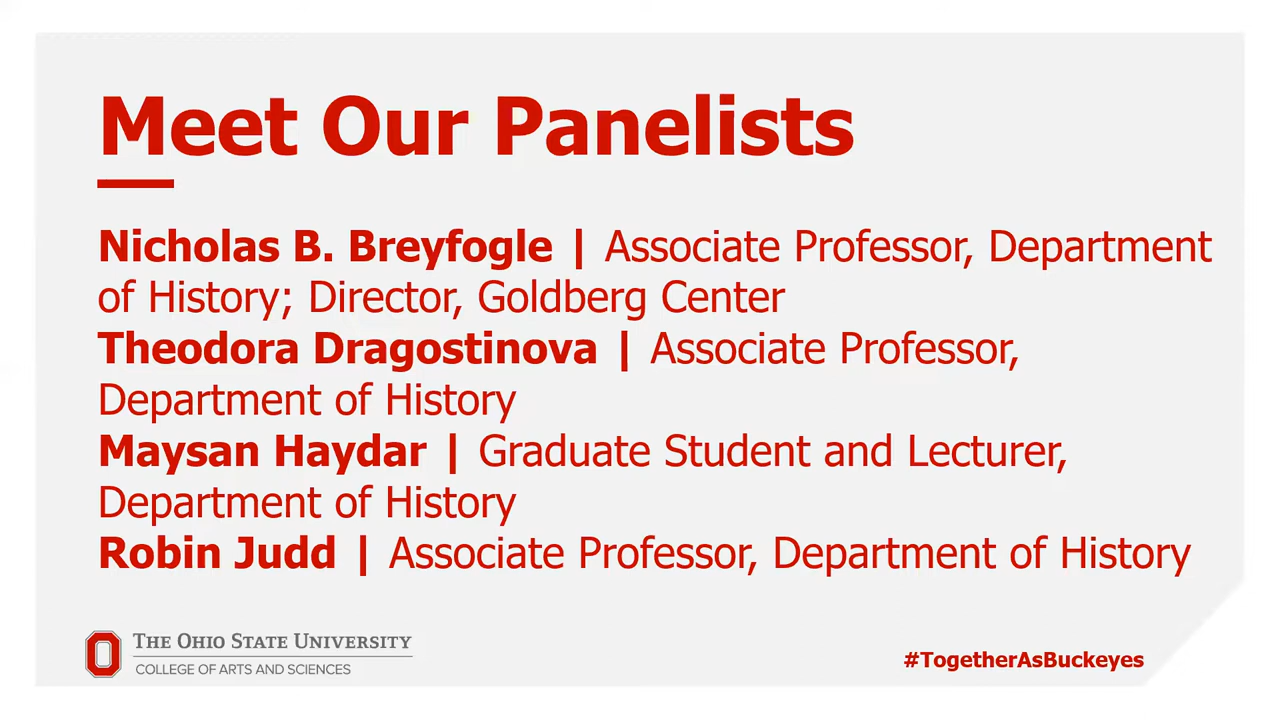 Meet Our Panelists
Nicholas B. Breyfogle | Associate Professor, Department
of History; Director, Goldberg Center
Theodora Dragostinova | Associate Professor,
Department of History
Maysan Haydar | Graduate Student and Lecturer,
Department of History
Robin Judd | Associate Professor, Department of History
THE OHIO STATE UNIVERSITY
COLLEGE OF ARTS AND SCIENCES
#TogetherAsBuckeyes